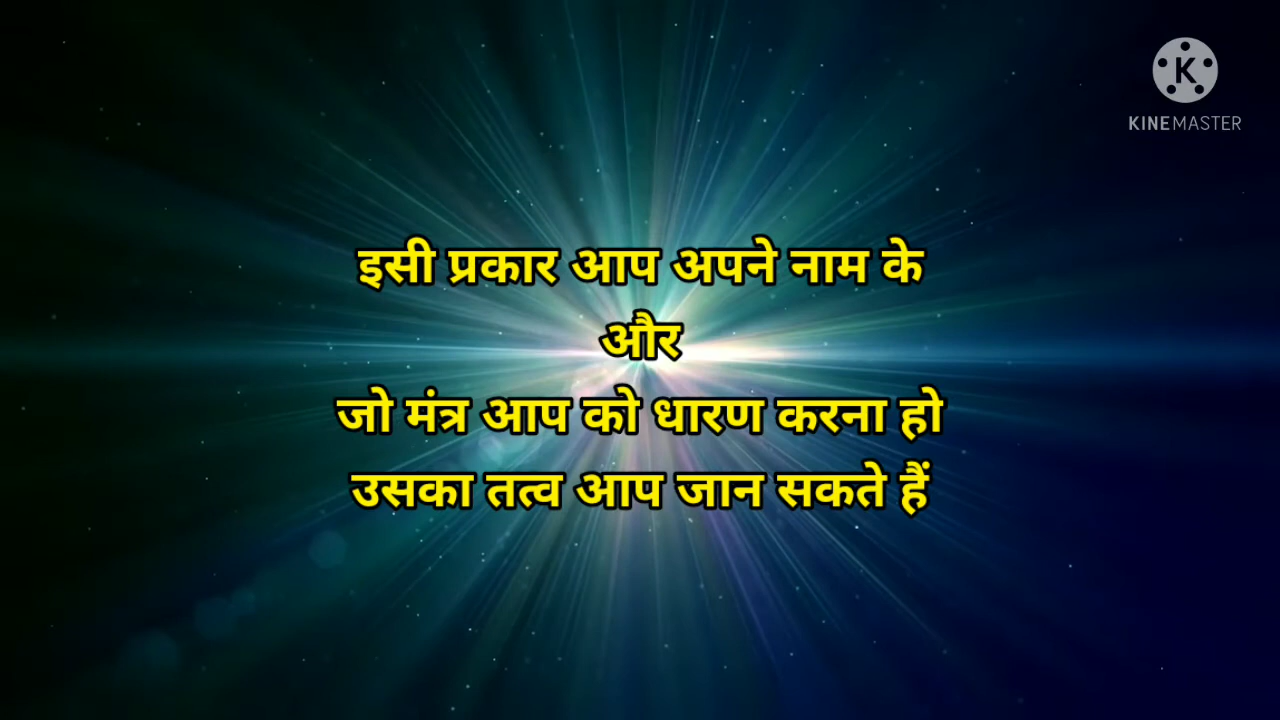 K
KINEMASTER
इसी प्रकार आप अपने नाम के
और
जो मंत्र आप को धारण करना हो
उसका तत्व आप जान सकते हैं